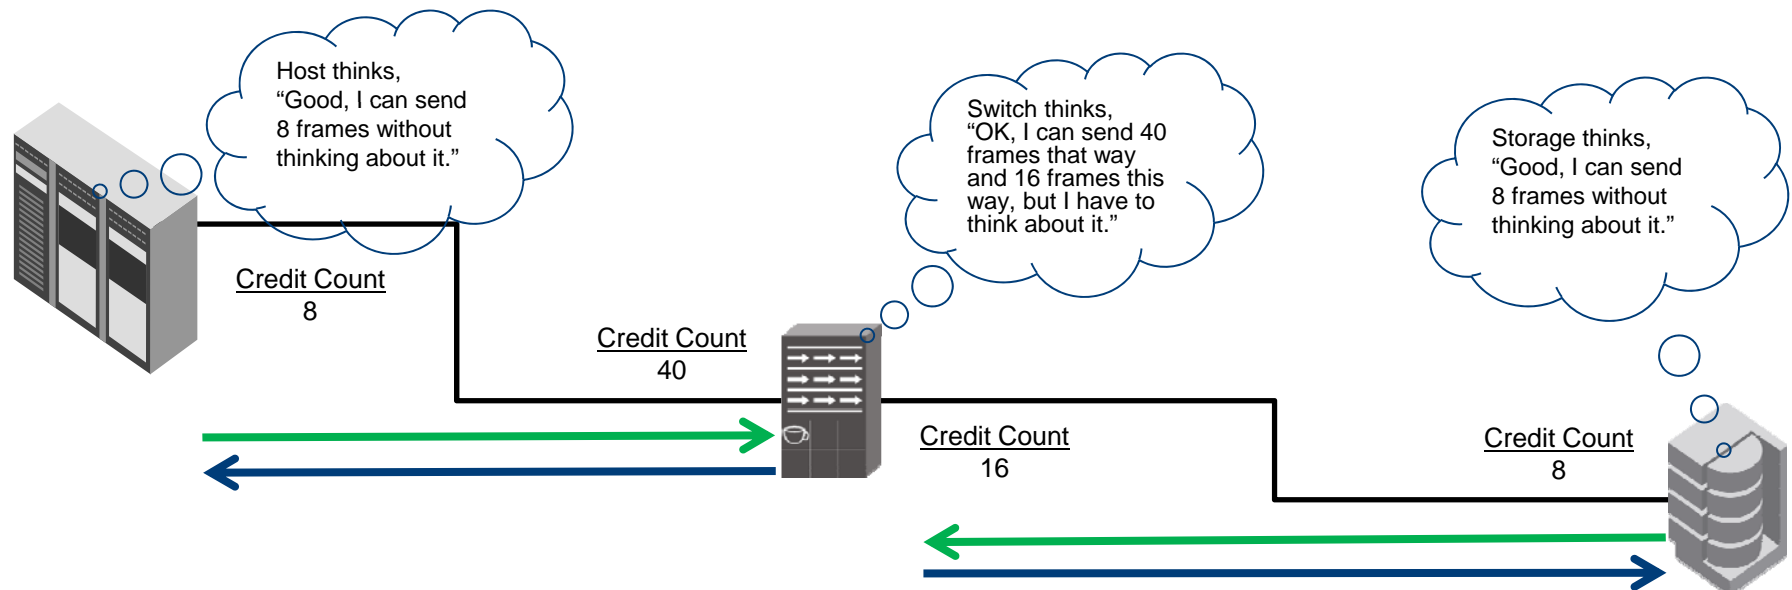 Host thinks,
“Good, I can send
8 frames without
thinking about it.”
Switch thinks,
“OK, I can send 40
frames that way
and 16 frames this
way, but I have to
think about it.”
Storage thinks,
“Good, I can send
8 frames without
thinking about it.”
Credit Count
8
Credit Count
40
Credit Count
16
Credit Count
8